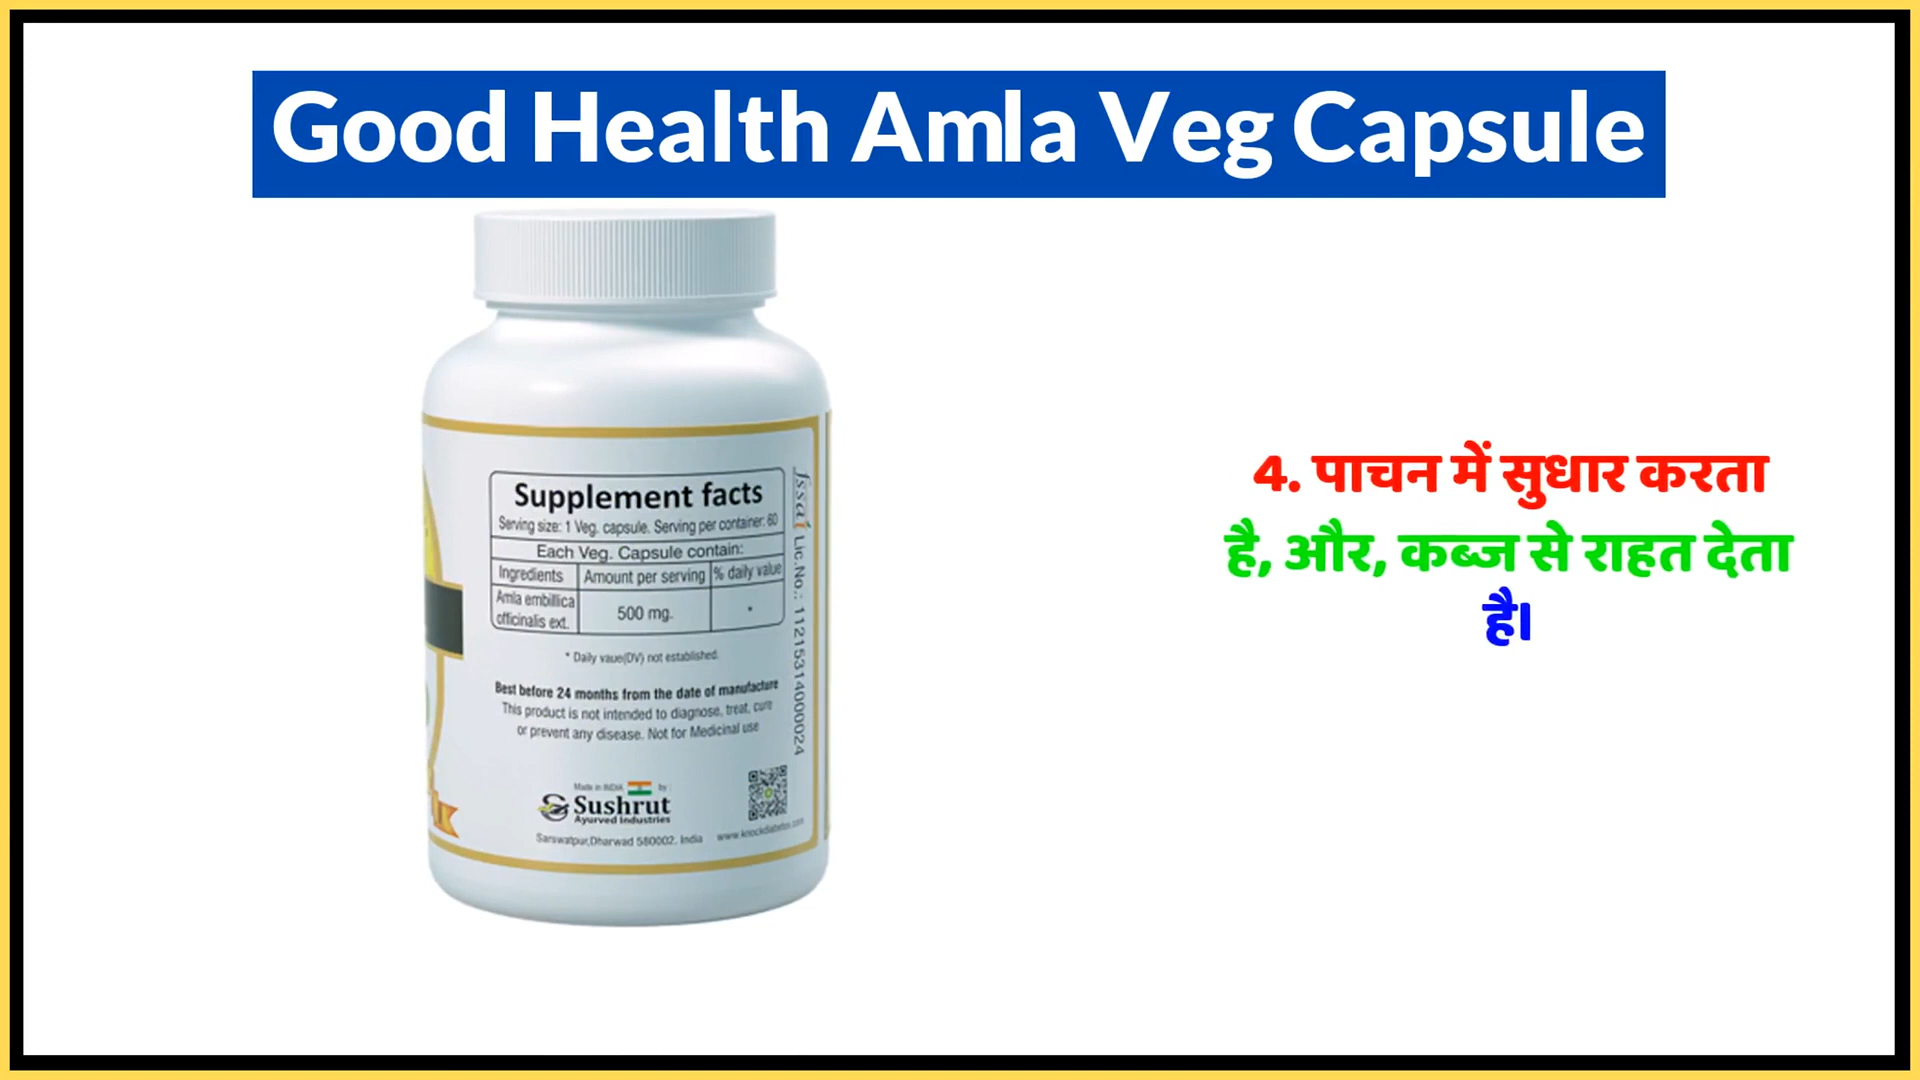 Good Health Amla Veg Capsule
Supplement facts
Serving size: 1 Veg. capsule. Serving per container: 60
Each Veg. Capsule contain:
Ingredients Amount per serving % daily value
Amla embillica officinalis ext. 500 mg. *
* Daily vaue(DV) not established.
Best before 24 months from the date of manufacture
This product is not intended to diagnose, treat, cure
or prevent any disease. Not for Medicinal use
Made in INDIA by
Sushrut
Ayurved Industries
Sarswatpur,Dharwad 580002. India
www.knockdiabetes.com
fssai Lic.No.: 11215314000024
4. पाचन में सुधार करता
है, और, कब्ज से राहत देता
है।